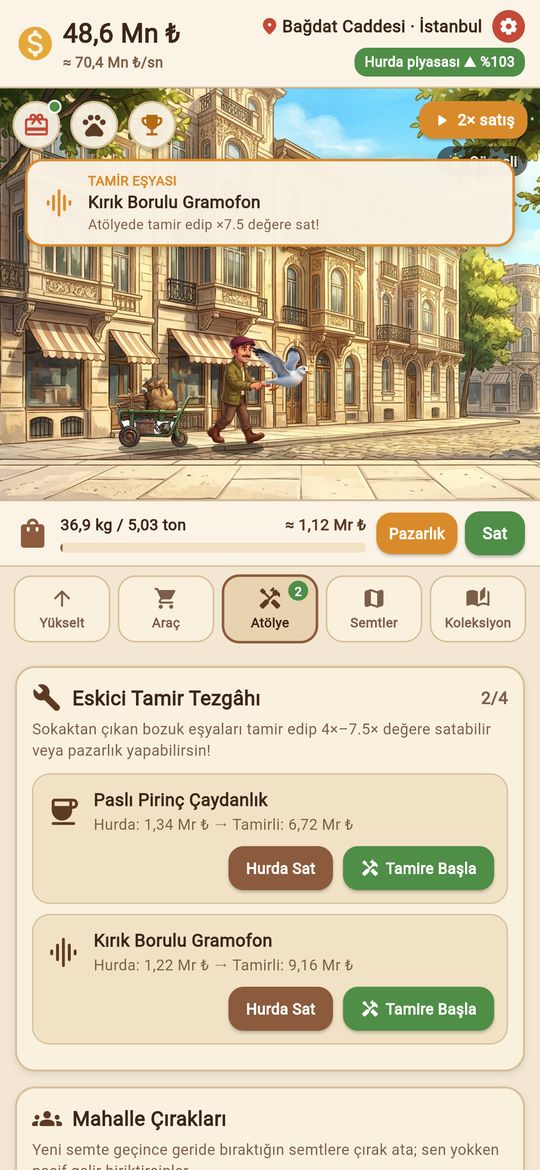 48,6 Mn ₺
≈ 70,4 Mn ₺/sn
Bağdat Caddesi · İstanbul
Hurda piyasası ▲ %103
2× satış
TAMİR EŞYASI
Kırık Borulu Gramofon
Atölyede tamir edip ×7.5 değere sat!
36,9 kg / 5,03 ton
≈ 1,12 Mr ₺
Pazarlık
Sat
Yükselt
Araç
2
Atölye
Semtler
Koleksiyon
Eskici Tamir Tezgâhı
2/4
Sokaktan çıkan bozuk eşyaları tamir edip 4×–7.5× değere satabilir
veya pazarlık yapabilirsin!
Paslı Pirinç Çaydanlık
Hurda: 1,34 Mr ₺ → Tamirli: 6,72 Mr ₺
Hurda Sat
Tamire Başla
Kırık Borulu Gramofon
Hurda: 1,22 Mr ₺ → Tamirli: 9,16 Mr ₺
Hurda Sat
Tamire Başla
Mahalle Çırakları
Yeni semte geçince geride bıraktığın semtlere çırak ata; sen yokken